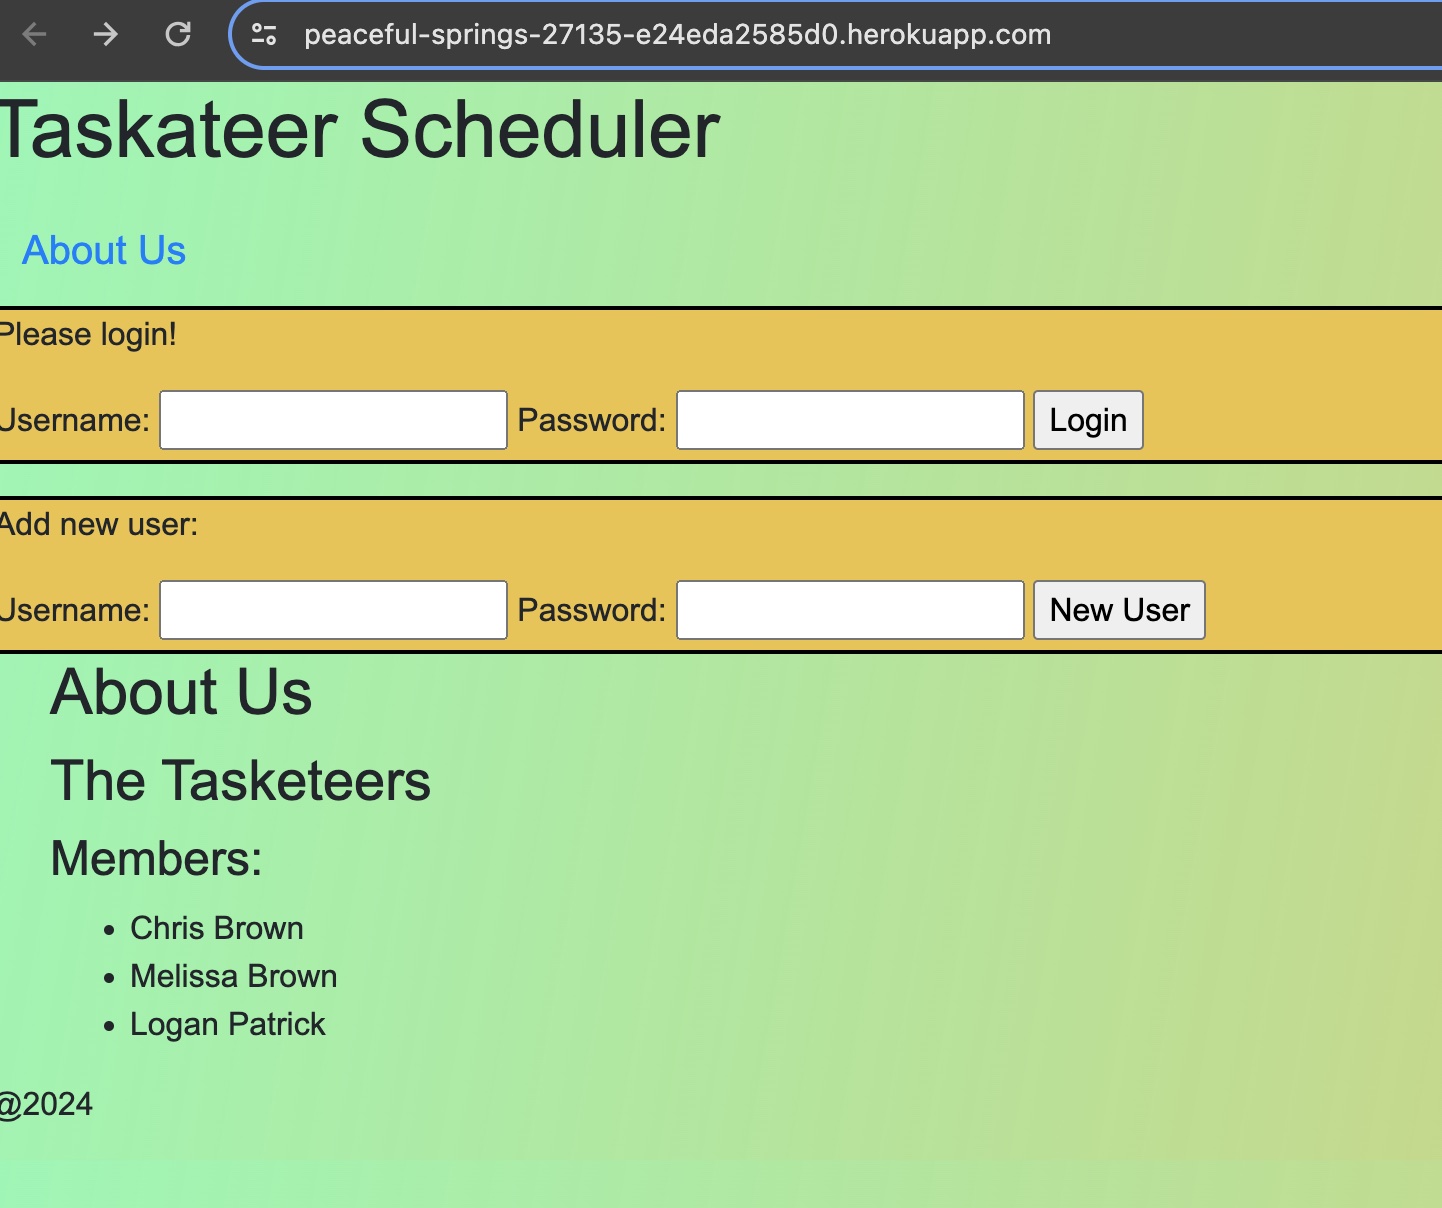 peaceful-springs-27135-e24eda2585d0.herokuapp.com
Taskateer Scheduler
About Us
Please login!
Username: Password: Login
Add new user:
Username: Password: New User
About Us
The Tasketeers
Members:
• Chris Brown
• Melissa Brown
• Logan Patrick
@2024